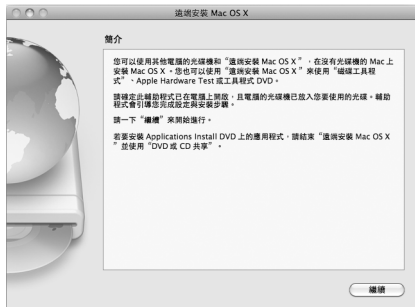 遠端安裝 Mac OS X
簡介
您可以使用其他電腦的光碟機和“遠端安裝 Mac OS X”，在沒有光碟機的 Mac 上
安裝 Mac OS X。您也可以使用“遠端安裝 Mac OS X”來使用“磁碟工具程
式”、Apple Hardware Test 或工具程式 DVD。
請確定此輔助程式已在電腦上開啟，且電腦的光碟機已放入您要使用的光碟。輔助
程式會引導您完成設定與安裝步驟。
請一下“繼續”來開始進行。
若要安裝 Applications Install DVD 上的應用程式，請結束“遠端安裝 Mac OS X
”並使用“DVD 或 CD 共享”。
繼續